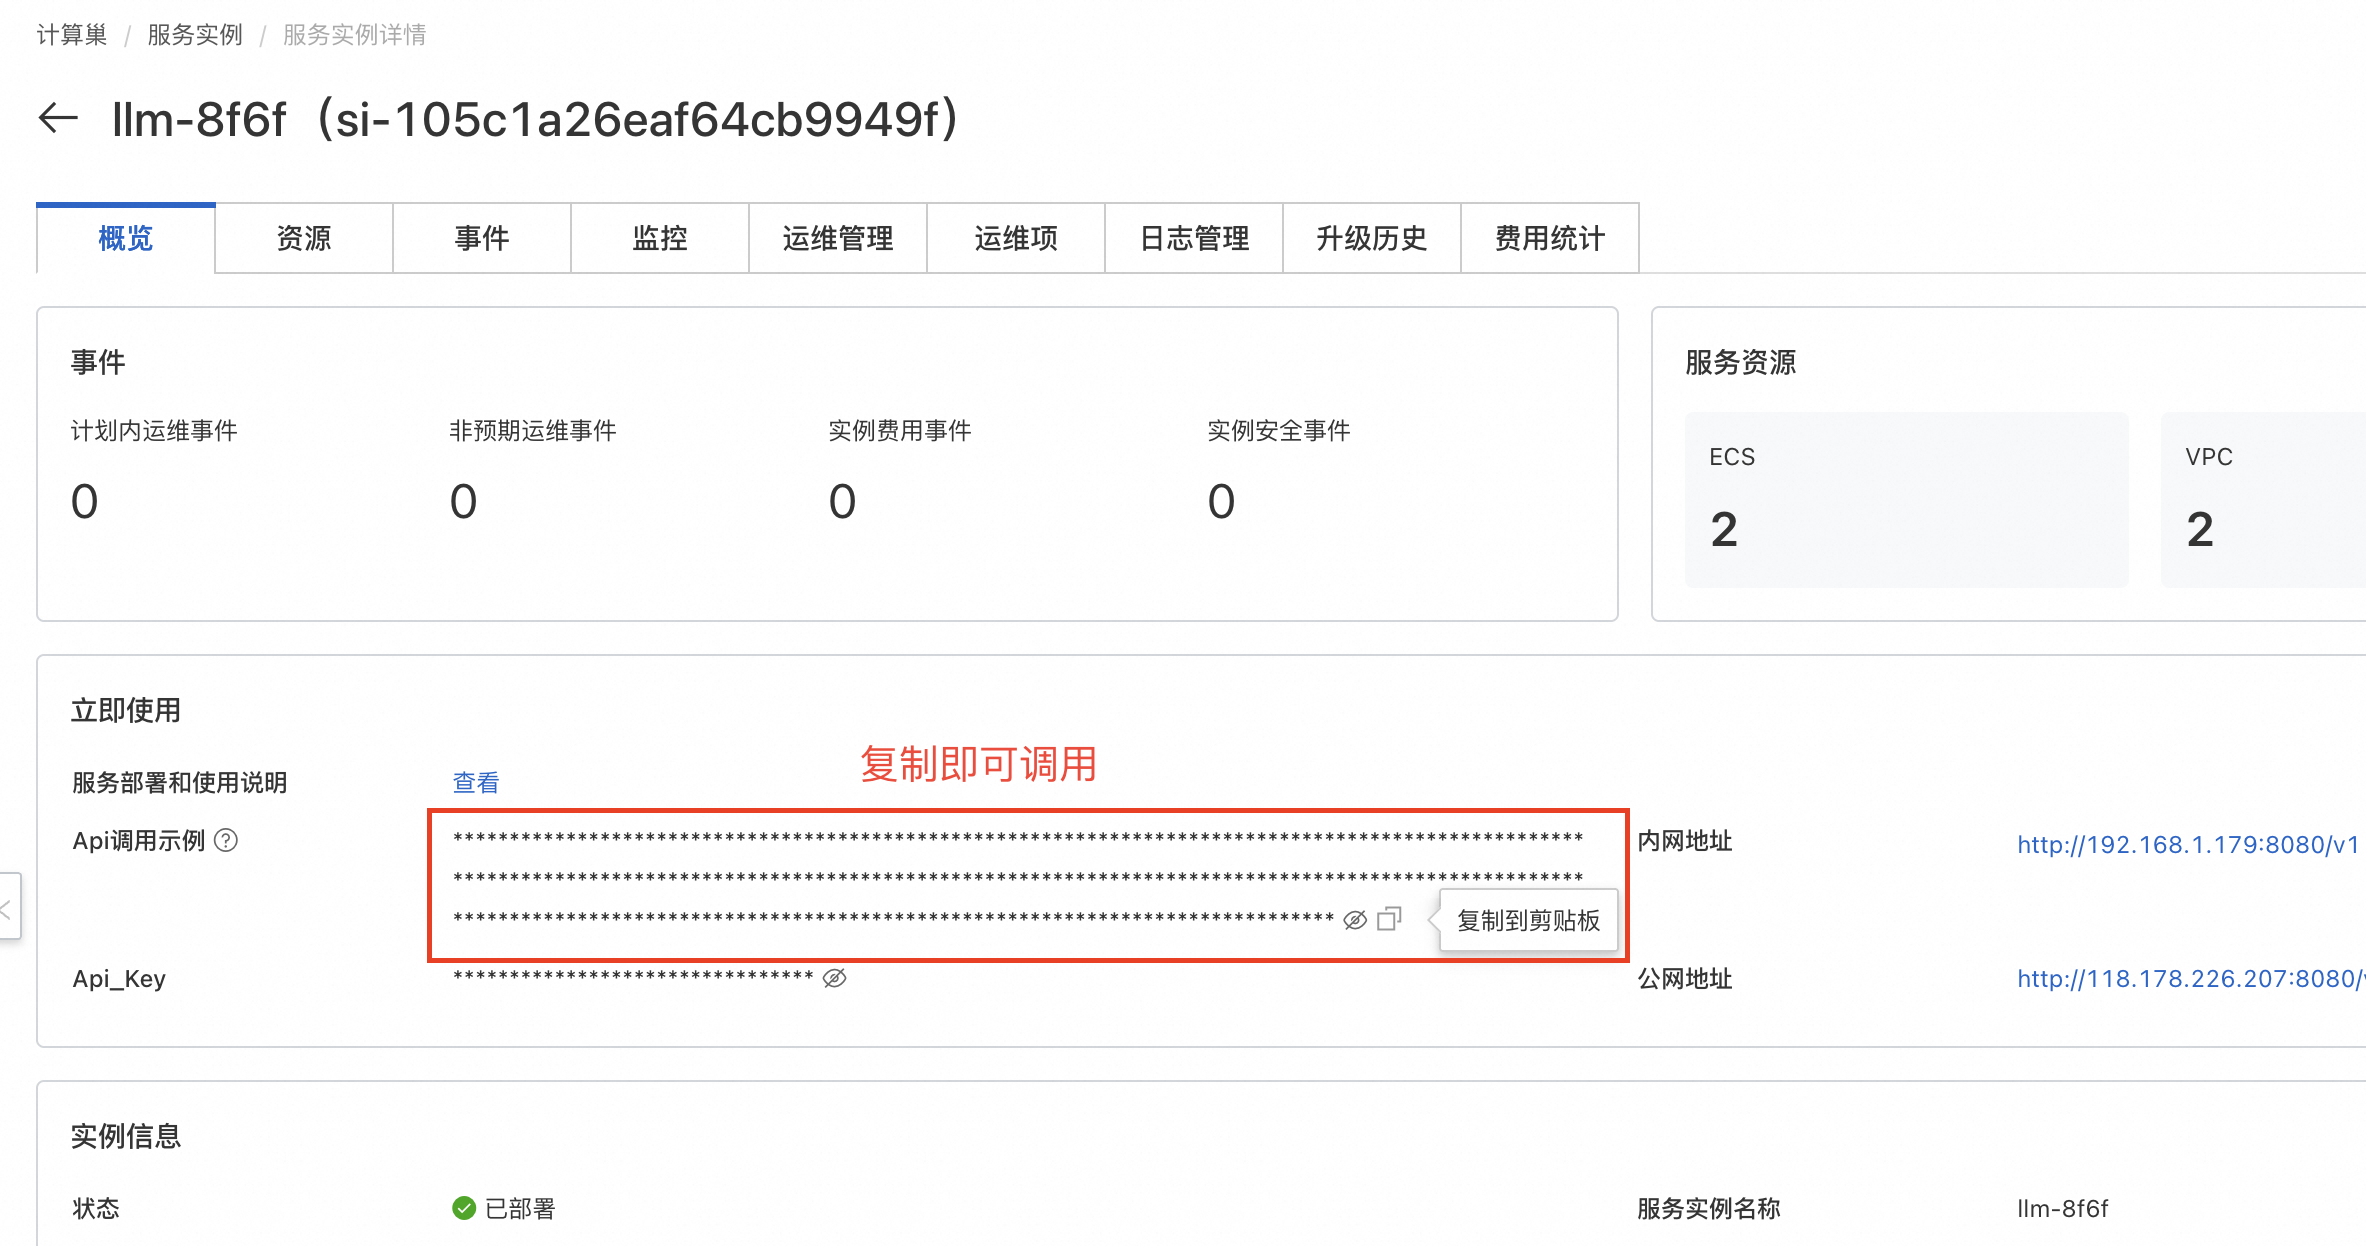 计算巢 / 服务实例 / 服务实例详情
llm-8f6f（si-105c1a26eaf64cb9949f）
概览 资源 事件 监控 运维管理 运维项 日志管理 升级历史 费用统计
事件
计划内运维事件 非预期运维事件 实例费用事件 实例安全事件
0 0 0 0
服务资源
ECS VPC
2 2
立即使用
复制即可调用
服务部署和使用说明 查看
Api调用示例
复制到剪贴板
内网地址 http://192.168.1.179:8080/v1
Api_Key ********************************
公网地址 http://118.178.226.207:8080/
实例信息
状态 已部署
服务实例名称 llm-8f6f